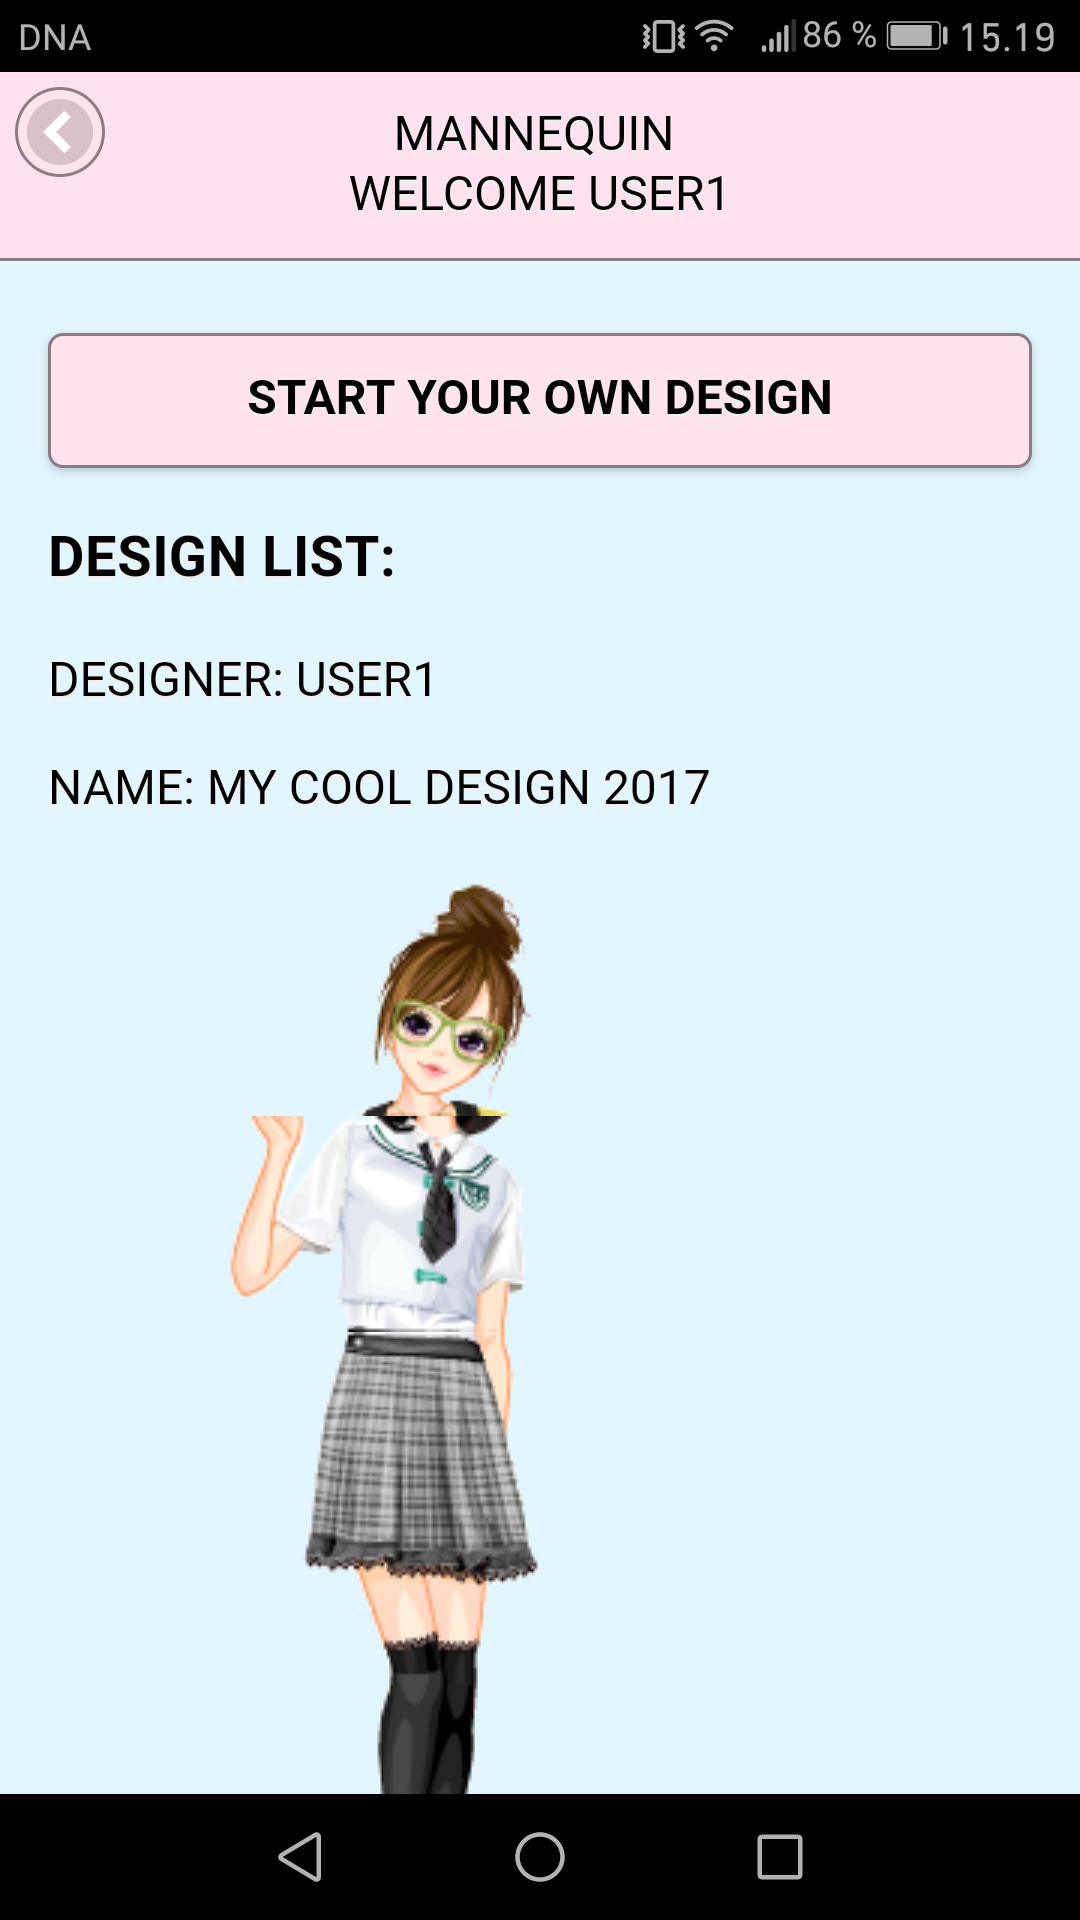 DNA 86 % 15.19
MANNEQUIN
WELCOME USER1
START YOUR OWN DESIGN
DESIGN LIST:
DESIGNER: USER1
NAME: MY COOL DESIGN 2017